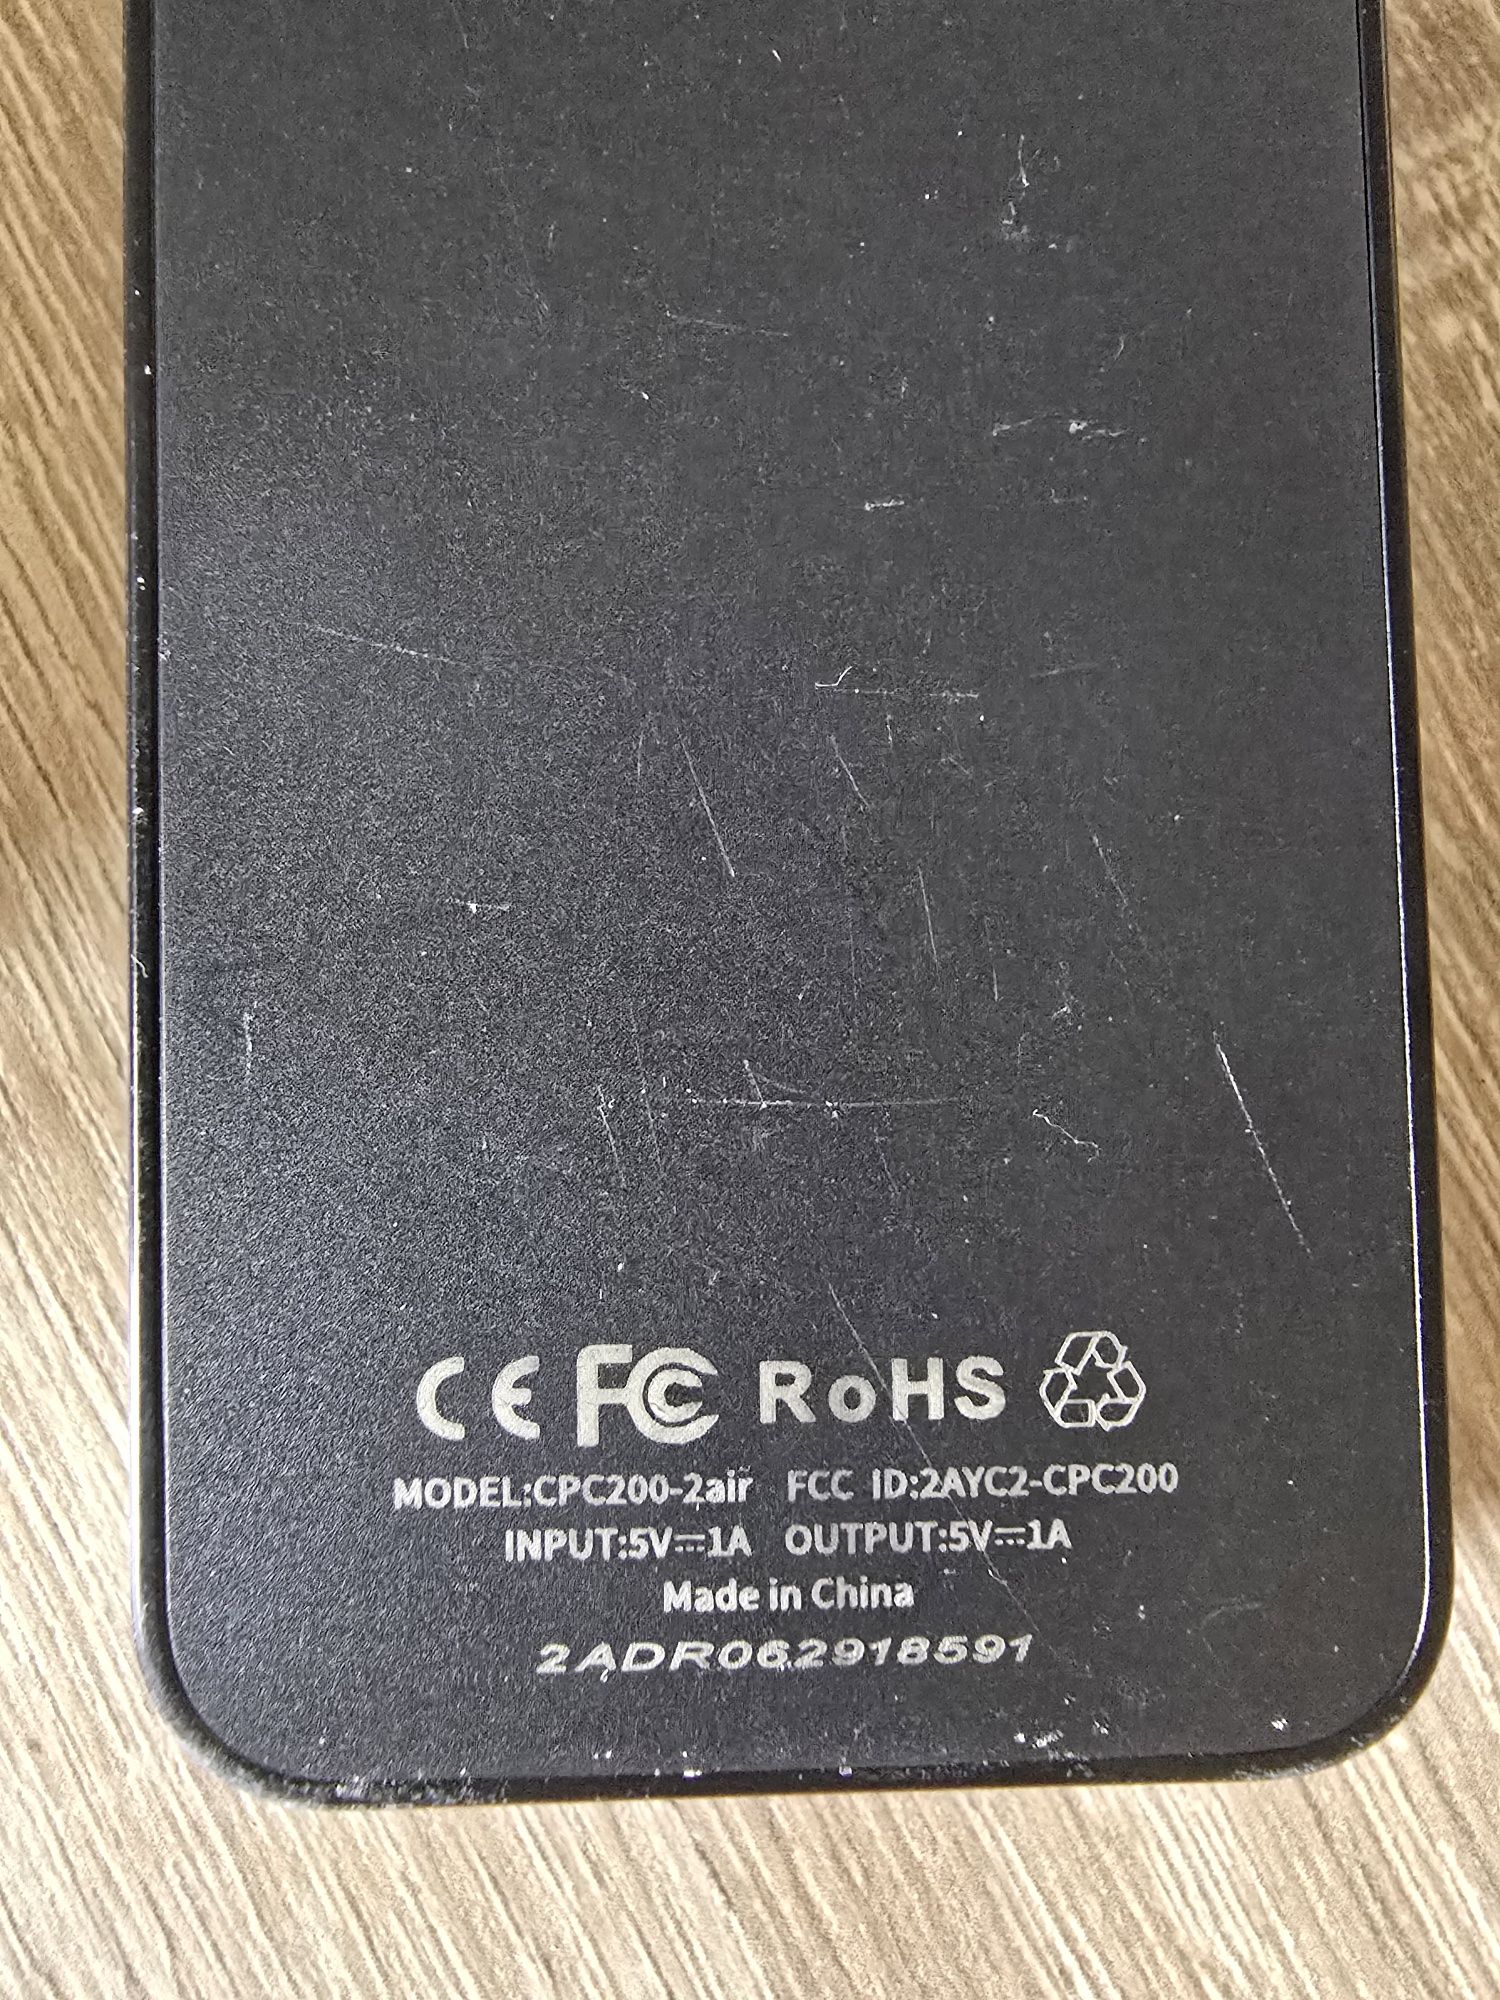 CE FC RoHS
MODEL:CPC200-2air FCC ID:2AYC2-CPC200
INPUT:5V⎓1A OUTPUT:5V⎓1A
Made in China
2ADR062918591